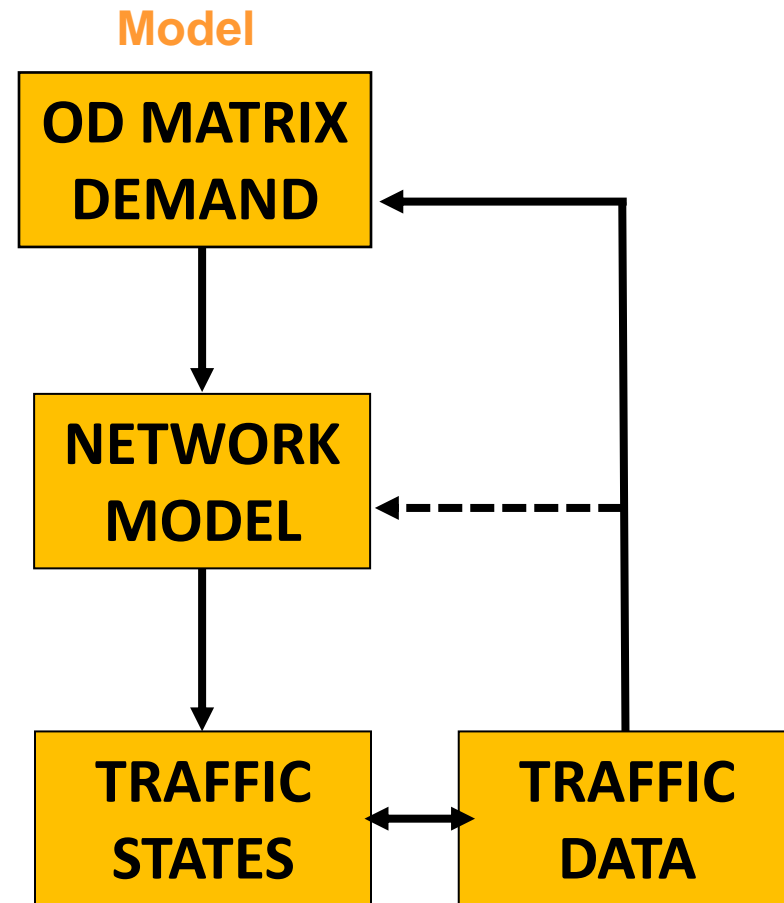 Model
OD MATRIX
DEMAND
NETWORK
MODEL
TRAFFIC
STATES
TRAFFIC
DATA